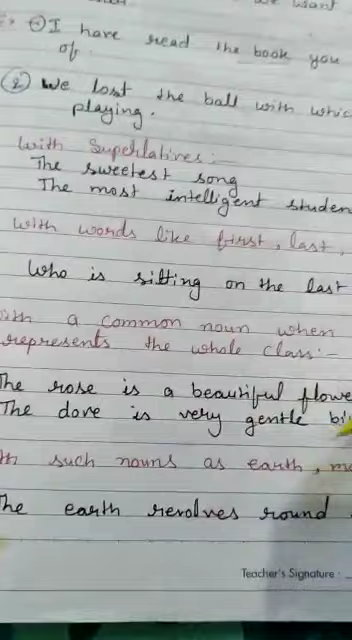 want
① I have read the book you
of.
② We lost the ball with
playing.
With Superlatives:
The sweetest song
The most intelligent
With words like first, last,
Who is sitting on the last
a common noun when
represents the whole class:-
The rose is a beautiful
The dove is very gentle
such nouns as earth,
The earth revolves round
Teacher's Signature :